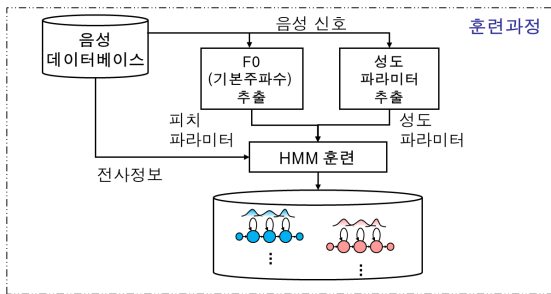 훈련과정
음성
데이터베이스
음성 신호
F0
(기본주파수)
추출
성도
파라미터
추출
피치
파라미터
성도
파라미터
HMM 훈련
전사정보